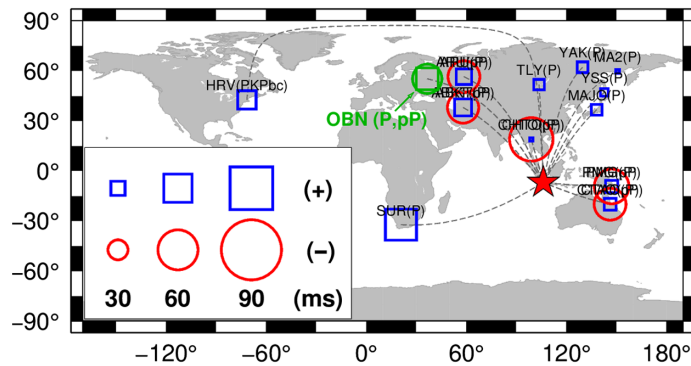 90°
60°
30°
0°
−30°
−60°
−90°
YAK(P)
MA2(P)
TLY(P)
YSS(P)
HRV(PKPbc)
MAJO(P)
OBN (P,pP)
SUR(P)
(+)
(−)
30 60 90 (ms)
−120° −60° 0° 60° 120° 180°